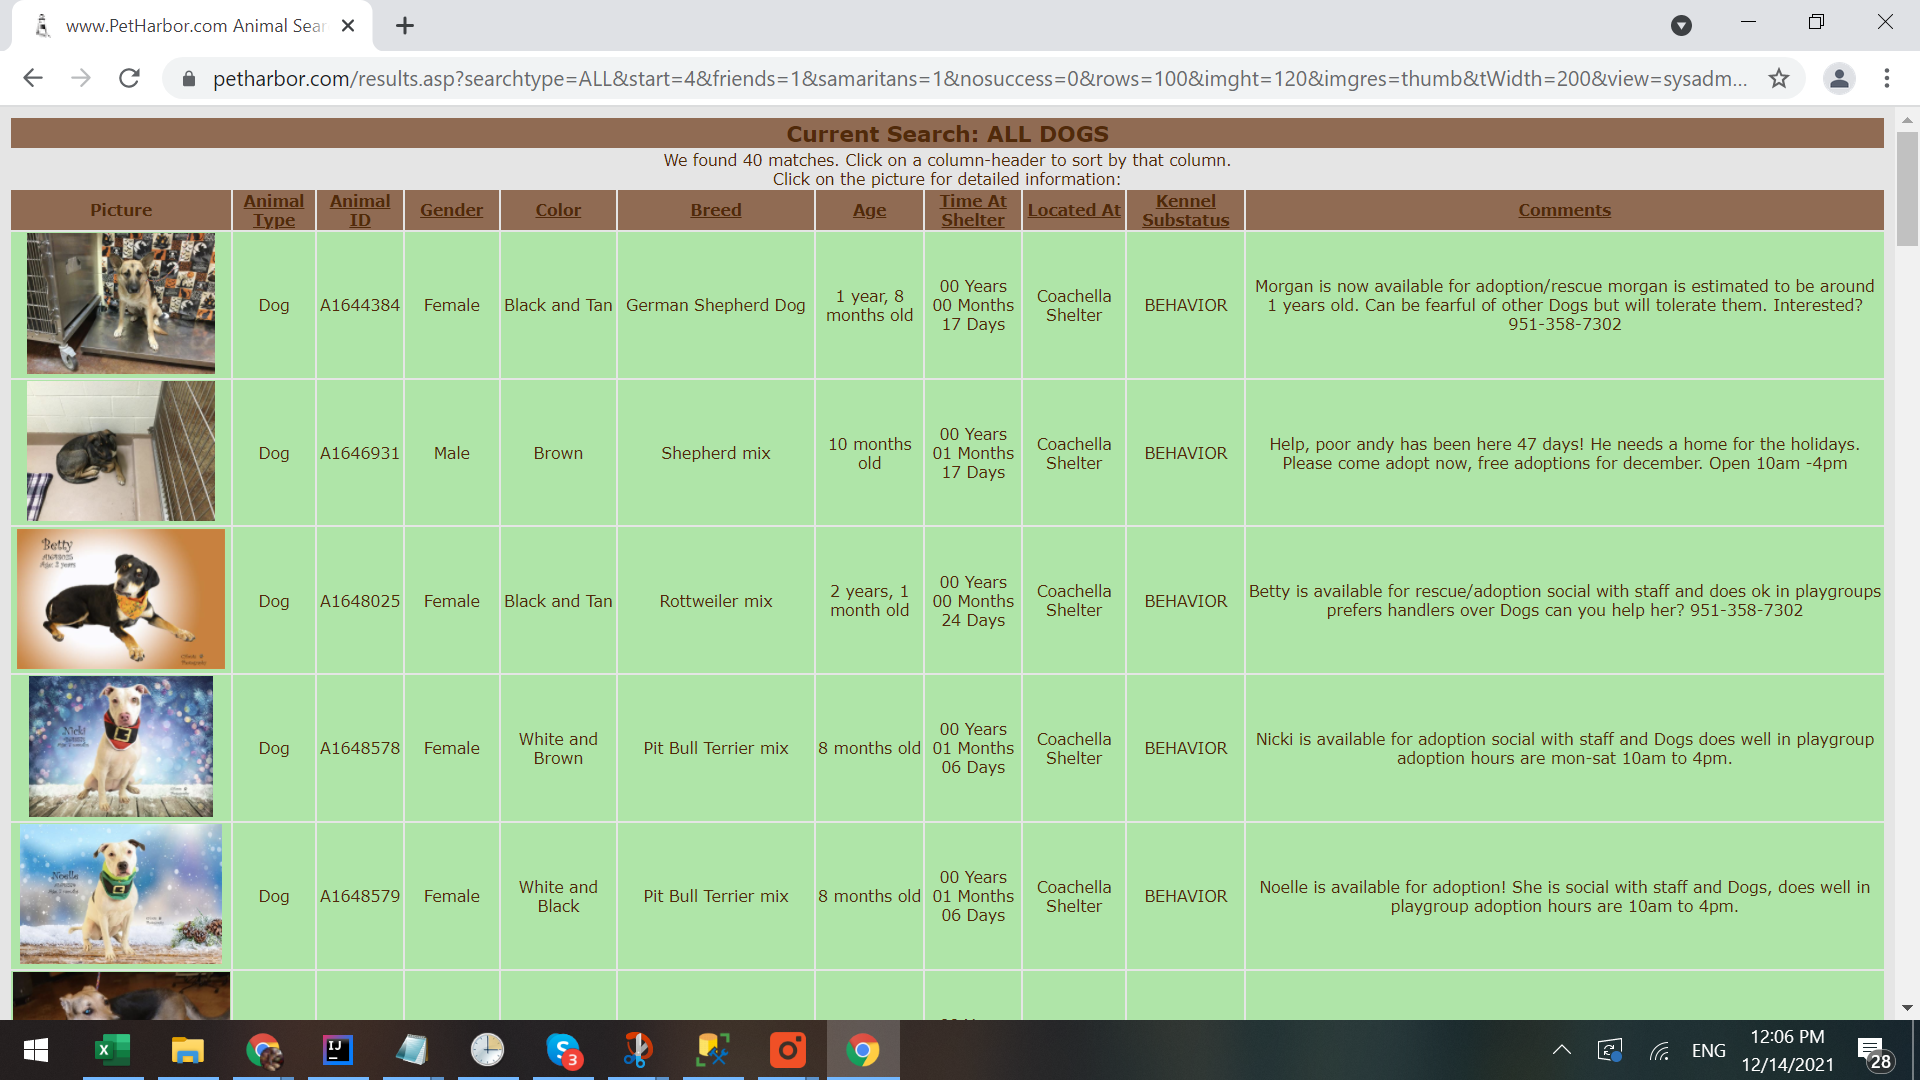 www.PetHarbor.com Animal Sear
petharbor.com/results.asp?searchtype=ALL&start=4&friends=1&samaritans=1&nosuccess=0&rows=100&imght=120&imgres=thumb&tWidth=200&view=sysadm...
Current Search: ALL DOGS
We found 40 matches. Click on a column-header to sort by that column.
Click on the picture for detailed information:
Picture
Animal
Type
Animal
ID
Gender
Color
Breed
Age
Time At
Shelter
Located At
Kennel
Substatus
Comments
Dog
A1644384
Female
Black and Tan
German Shepherd Dog
1 year, 8
months old
00 Years
00 Months
17 Days
Coachella
Shelter
BEHAVIOR
Morgan is now available for adoption/rescue morgan is estimated to be around
1 years old. Can be fearful of other Dogs but will tolerate them. Interested?
951-358-7302
Dog
A1646931
Male
Brown
Shepherd mix
10 months
old
00 Years
01 Months
17 Days
Coachella
Shelter
BEHAVIOR
Help, poor andy has been here 47 days! He needs a home for the holidays.
Please come adopt now, free adoptions for december. Open 10am -4pm
Betty
Age: 2 years
Dog
A1648025
Female
Black and Tan
Rottweiler mix
2 years, 1
month old
00 Years
00 Months
24 Days
Coachella
Shelter
BEHAVIOR
Betty is available for rescue/adoption social with staff and does ok in playgroups
prefers handlers over Dogs can you help her? 951-358-7302
Nicki
Dog
A1648578
Female
White and
Brown
Pit Bull Terrier mix
8 months old
00 Years
01 Months
06 Days
Coachella
Shelter
BEHAVIOR
Nicki is available for adoption social with staff and Dogs does well in playgroup
adoption hours are mon-sat 10am to 4pm.
Noelle
Dog
A1648579
Female
White and
Black
Pit Bull Terrier mix
8 months old
00 Years
01 Months
06 Days
Coachella
Shelter
BEHAVIOR
Noelle is available for adoption! She is social with staff and Dogs, does well in
playgroup adoption hours are 10am to 4pm.
IJ
3
ENG
12:06 PM
12/14/2021
28